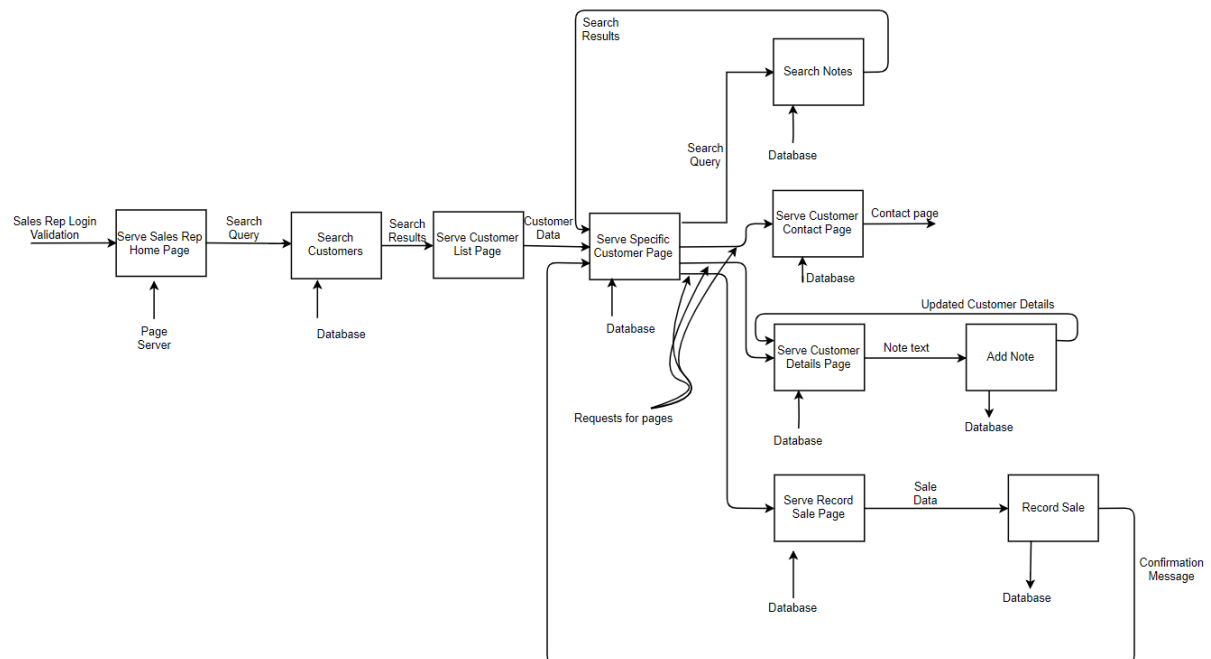 Search
Results
Search Notes
Search
Query
Database
Sales Rep Login
Validation
Serve Sales Rep
Home Page
Page
Server
Search
Query
Search
Customers
Database
Search
Results
Serve Customer
List Page
Customer
Data
Serve Specific
Customer Page
Database
Serve Customer
Contact Page
Contact page
Database
Requests for pages
Updated Customer Details
Serve Customer
Details Page
Note text
Add Note
Database
Database
Serve Record
Sale Page
Sale
Data
Record Sale
Database
Database
Confirmation
Message